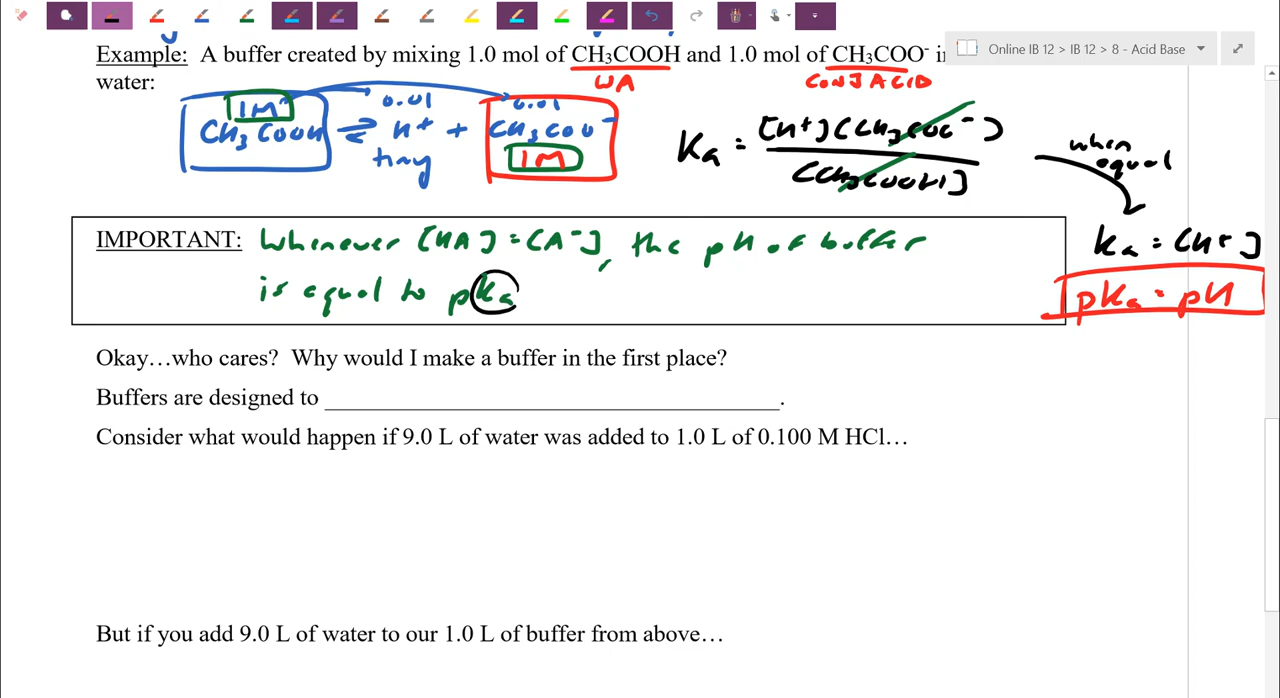 Online IB 12 > IB 12 > 8 - Acid Base
Example: A buffer created by mixing 1.0 mol of CH₃COOH and 1.0 mol of CH₃COO⁻ i
water:
WA
CONJ ACID
1M
0.01
0.01
CH₃COOH ⇌ H⁺ + CH₃COO⁻
tiny
1M
Ka = [H⁺][CH₃COO⁻]
[CH₃COOH]
when
equal
Ka = [H⁺]
pKa = pH
IMPORTANT: Whenever [HA] = [A⁻], the pH of buffer
is equal to pKa
Okay…who cares? Why would I make a buffer in the first place?
Buffers are designed to ________________________________________.
Consider what would happen if 9.0 L of water was added to 1.0 L of 0.100 M HCl…
But if you add 9.0 L of water to our 1.0 L of buffer from above…